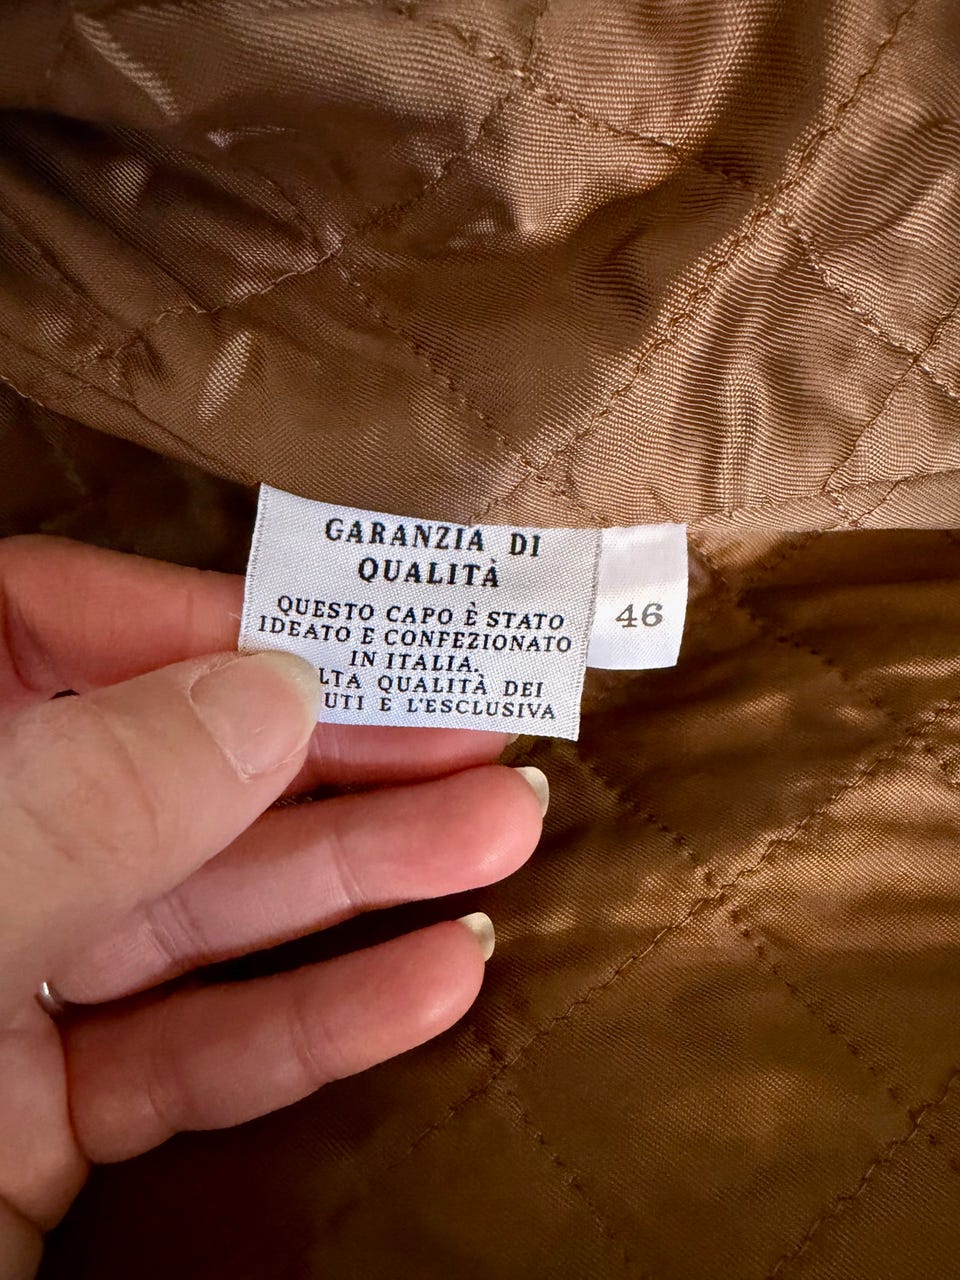 GARANZIA DI
QUALITÀ
QUESTO CAPO È STATO
IDEATO E CONFEZIONATO
IN ITALIA.
QUALITÀ DEI
E L'ESCLUSIVA
46